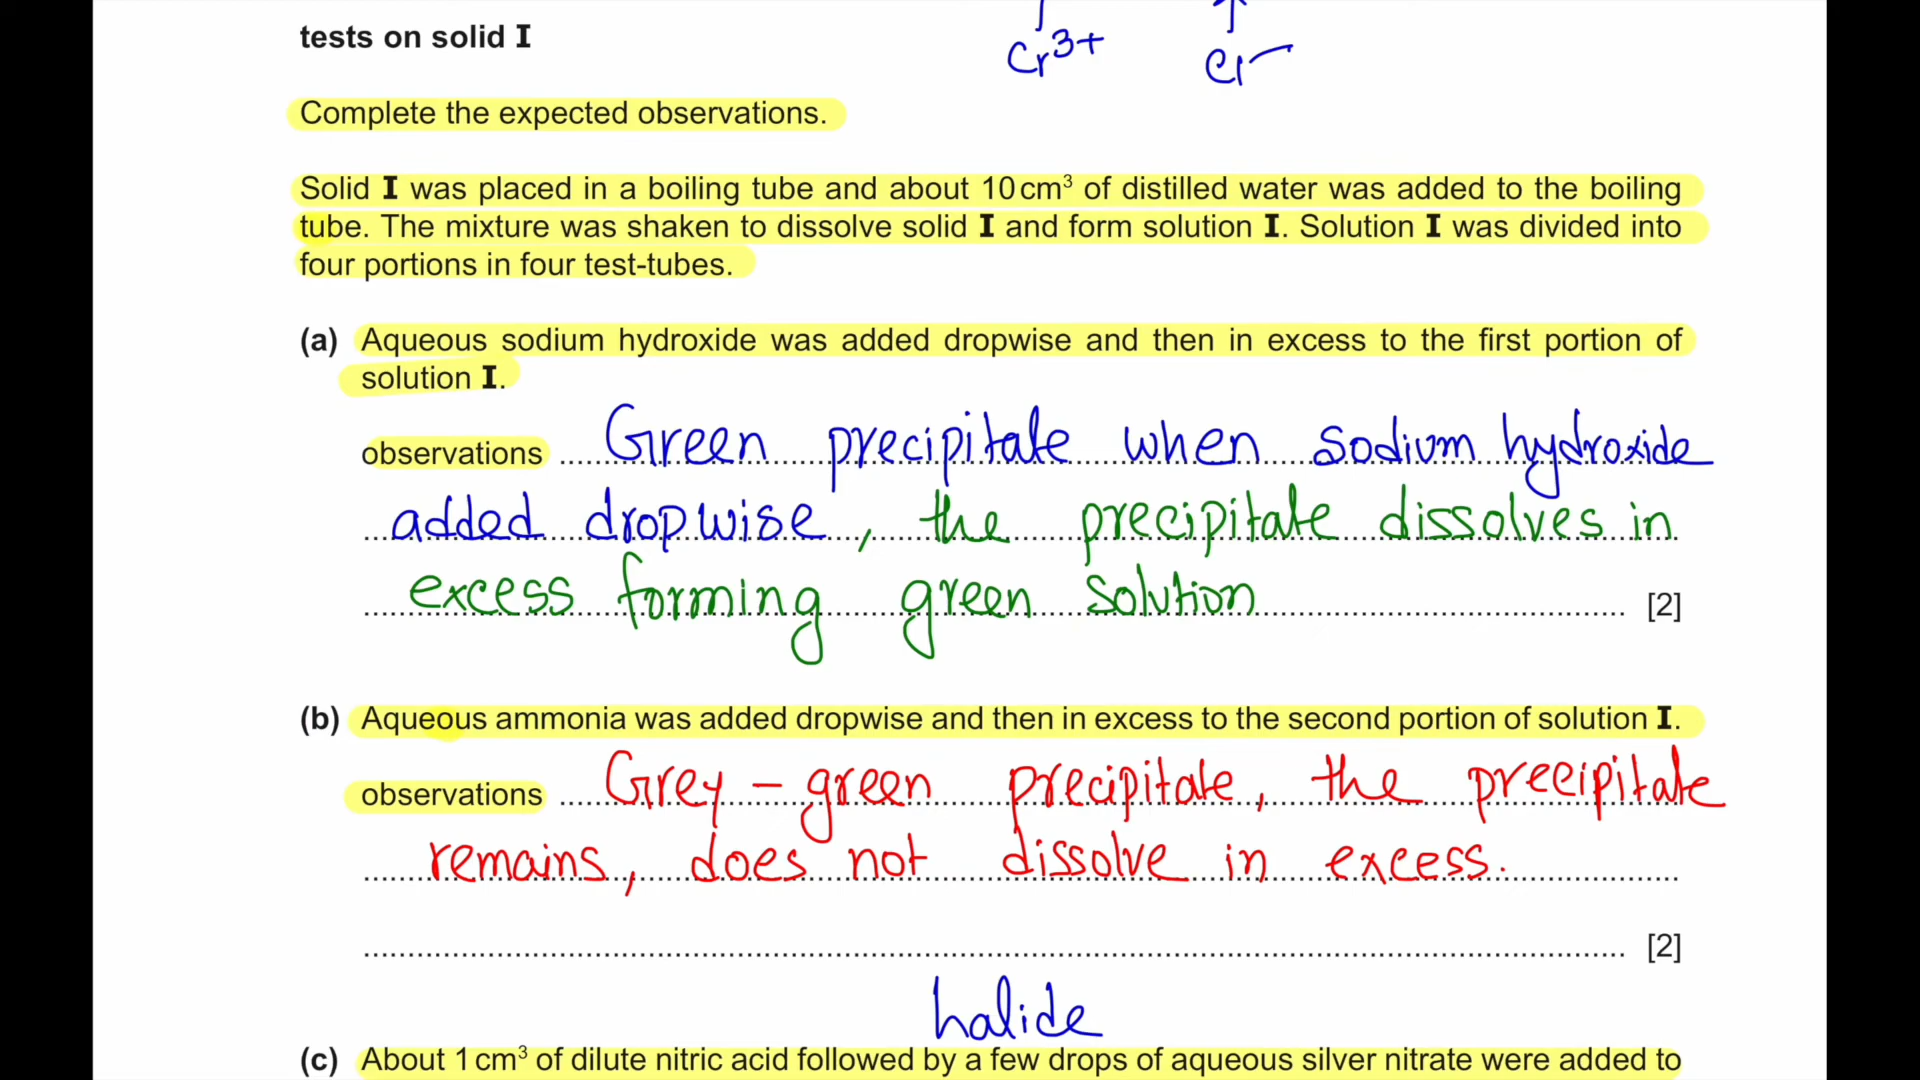 tests on solid I
Cr3+ Cl-
Complete the expected observations.
Solid I was placed in a boiling tube and about 10 cm³ of distilled water was added to the boiling
tube. The mixture was shaken to dissolve solid I and form solution I. Solution I was divided into
four portions in four test-tubes.
(a) Aqueous sodium hydroxide was added dropwise and then in excess to the first portion of
solution I.
observations Green precipitate when sodium hydroxide
added dropwise, the precipitate dissolves in
excess forming green solution [2]
(b) Aqueous ammonia was added dropwise and then in excess to the second portion of solution I.
observations Grey-green precipitate, the precipitate
remains, does not dissolve in excess.
[2]
halide
(c) About 1 cm³ of dilute nitric acid followed by a few drops of aqueous silver nitrate were added to